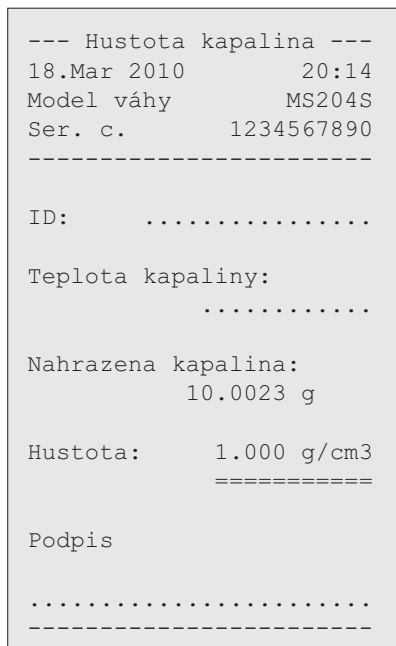 --- Hustota kapalina ---
18.Mar 2010         20:14
Model váhy        MS204S
Ser. c.       1234567890
------------------------
ID:     ................
Teplota kapaliny:
............
Nahrazena kapalina:
10.0023 g
Hustota:     1.000 g/cm3
===========
Podpis
........................
------------------------